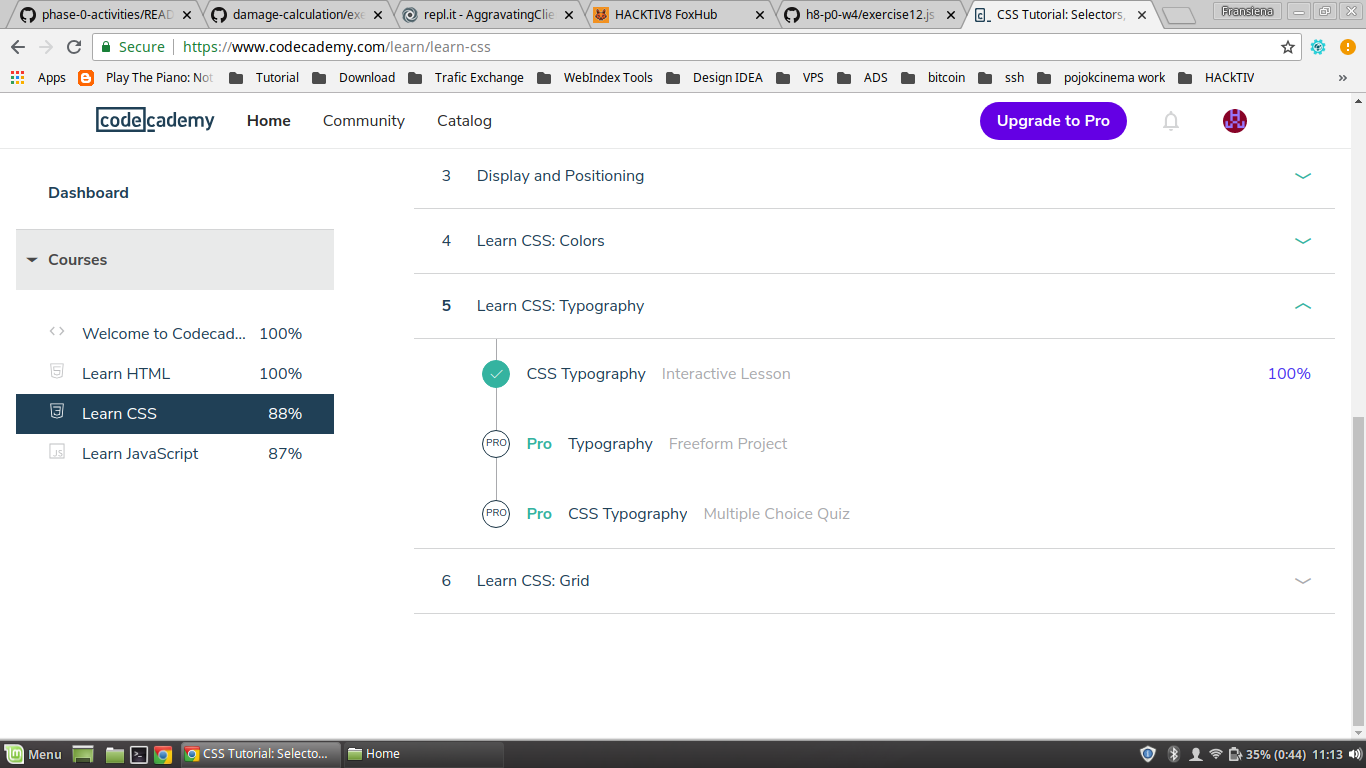 phase-0-activities/READ
damage-calculation/exe
repl.it - AggravatingClie
HACKTIV8 FoxHub
h8-p0-w4/exercise12.js
CSS Tutorial: Selectors,
Fransiena
Secure https://www.codecademy.com/learn/learn-css
Apps Play The Piano: Not Tutorial Download Trafic Exchange WebIndex Tools Design IDEA VPS ADS bitcoin ssh pojokcinema work HACkTIV »
codecademy Home Community Catalog Upgrade to Pro
Dashboard
Courses
Welcome to Codecad... 100%
Learn HTML 100%
Learn CSS 88%
Learn JavaScript 87%
3 Display and Positioning
4 Learn CSS: Colors
5 Learn CSS: Typography
CSS Typography Interactive Lesson 100%
PRO Pro Typography Freeform Project
PRO Pro CSS Typography Multiple Choice Quiz
6 Learn CSS: Grid
Menu CSS Tutorial: Selecto... Home 35% (0:44) 11:13